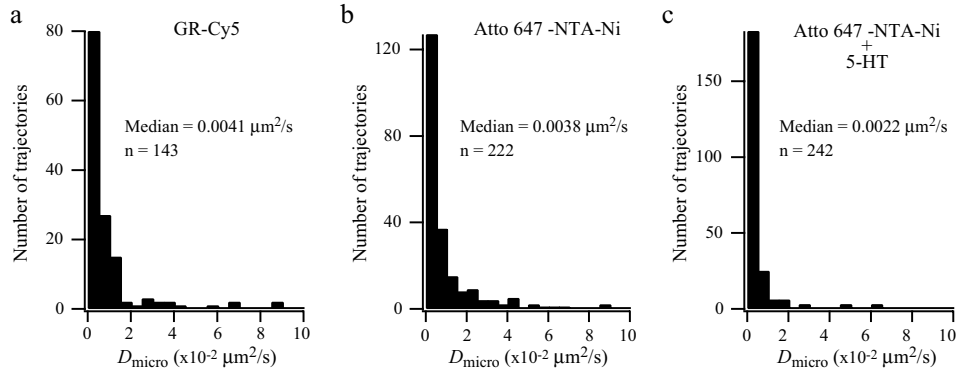 a
GR-Cy5
80
60
40
20
0
Number of trajectories
Median = 0.0041 μm²/s
n = 143
0 2 4 6 8 10
Dmicro (x10-² μm²/s)
b
Atto 647 -NTA-Ni
120
80
40
0
Number of trajectories
Median = 0.0038 μm²/s
n = 222
0 2 4 6 8 10
Dmicro (x10-² μm²/s)
c
Atto 647 -NTA-Ni
+
5-HT
150
100
50
0
Number of trajectories
Median = 0.0022 μm²/s
n = 242
0 2 4 6 8 10
Dmicro (x10-² μm²/s)